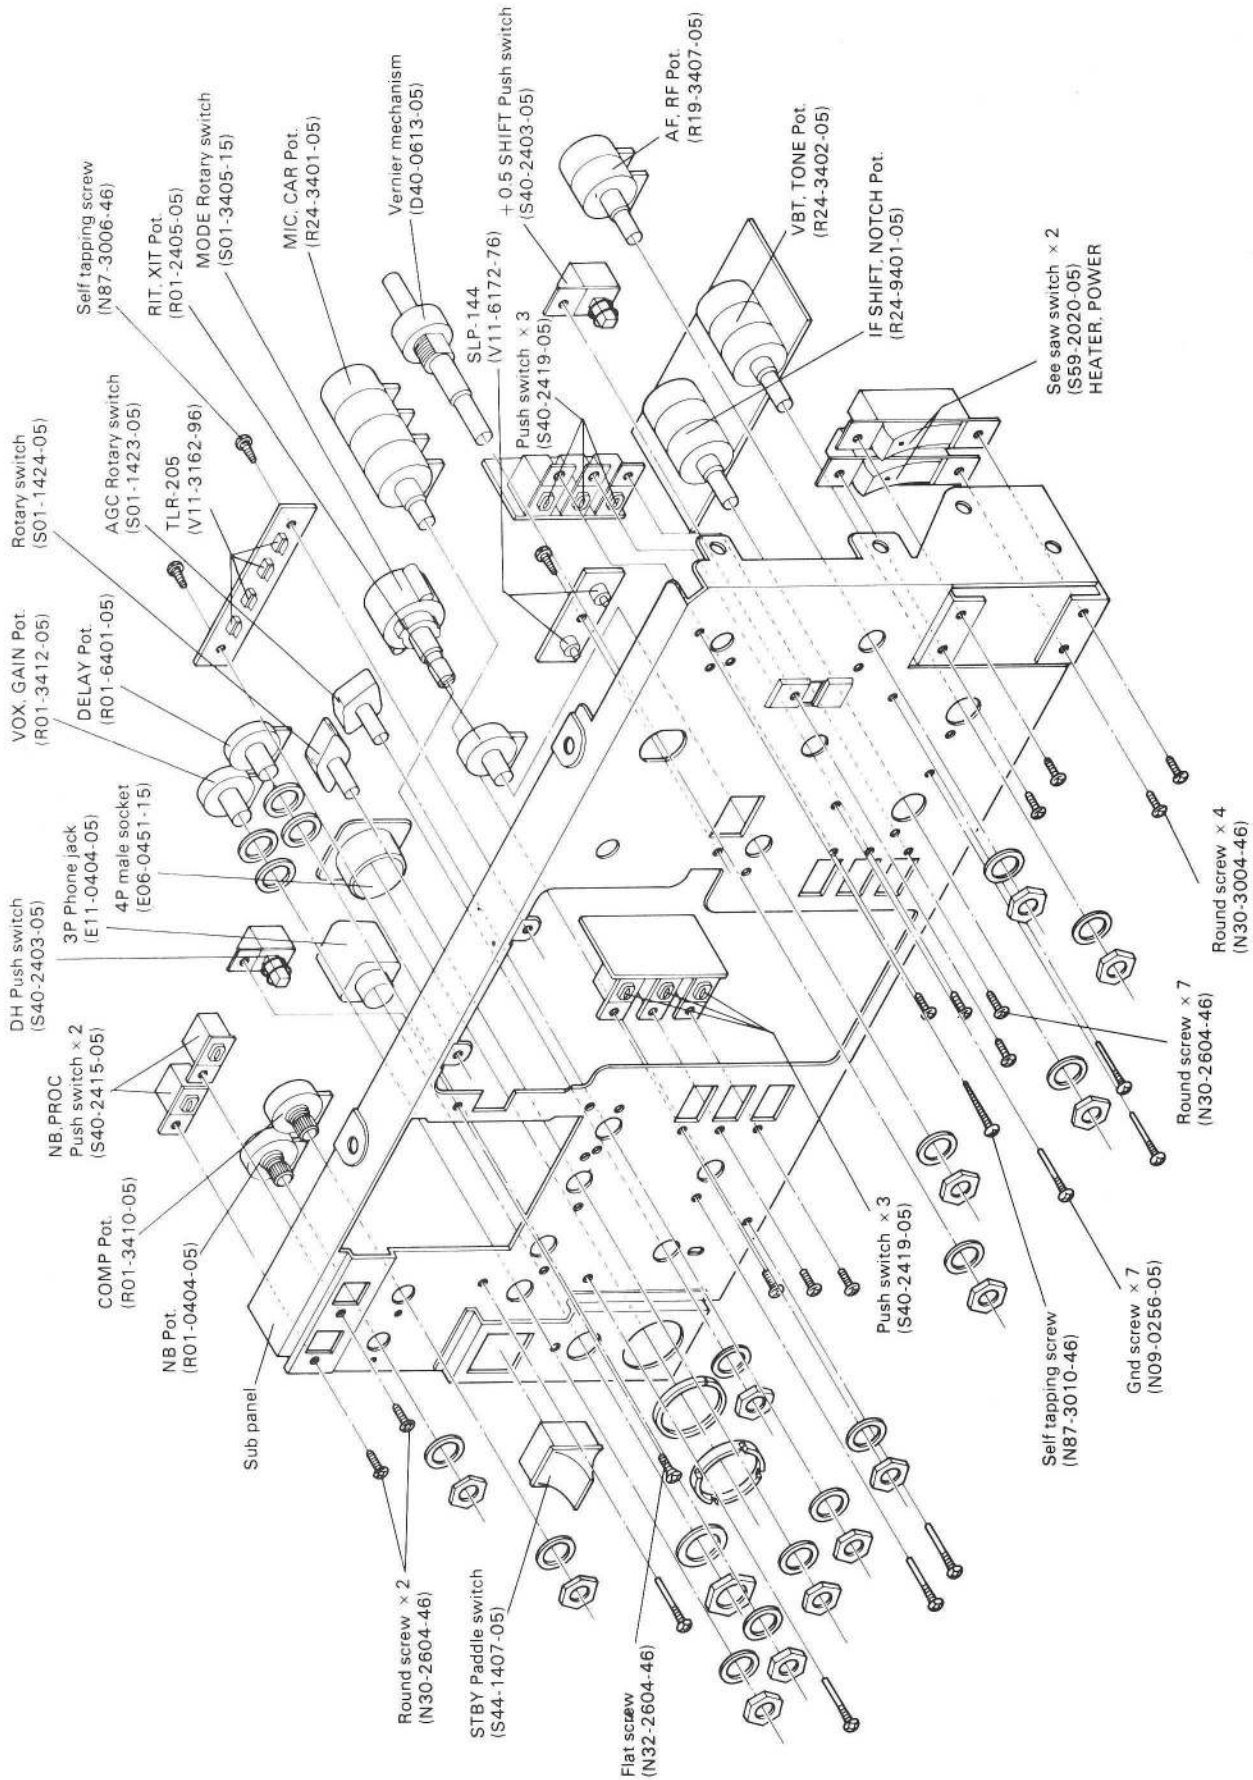 VOX, GAIN Pot.
(R01-3412-05)
Rotary switch
(S01-1424-05)
Self tapping screw
(N87-3006-46)
DH Push switch
(S40-2403-05)
DELAY Pot.
(R01-6401-05)
AGC Rotary switch
(S01-1423-05)
RIT, XIT Pot.
(R01-2405-05)
3P Phone jack
(E11-0404-05)
TLR-205
(V11-3162-96)
MODE Rotary switch
(S01-3405-15)
NB.PROC
Push switch × 2
(S40-2415-05)
4P male socket
(E06-0451-15)
MIC, CAR Pot.
(R24-3401-05)
COMP Pot.
(R01-3410-05)
Vernier mechanism
(D40-0613-05)
NB Pot.
(R01-0404-05)
SLP-144
(V11-6172-76)
+ 0.5 SHIFT Push switch
(S40-2403-05)
Sub panel
Push switch × 3
(S40-2419-05)
AF, RF Pot.
(R19-3407-05)
VBT, TONE Pot.
(R24-3402-05)
IF SHIFT, NOTCH Pot.
(R24-9401-05)
Round screw × 2
(N30-2604-46)
See saw switch × 2
(S59-2020-05)
HEATER, POWER
STBY Paddle switch
(S44-1407-05)
Push switch × 3
(S40-2419-05)
Round screw × 7
(N30-2604-46)
Round screw × 4
(N30-3004-46)
Flat screw
(N32-2604-46)
Self tapping screw
(N87-3010-46)
Gnd screw × 7
(N09-0256-05)